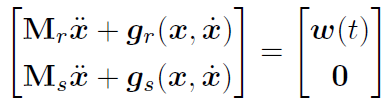 [M_r ẍ + g_r(x, ẋ)] = [w(t)]
[M_s ẍ + g_s(x, ẋ)] = [0]